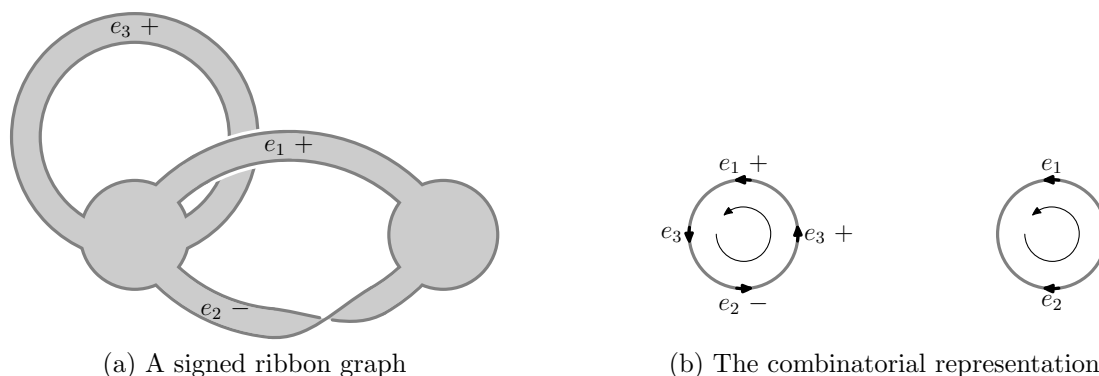 e₃ +
e₁ +
e₂ −
(a) A signed ribbon graph
e₁ +
e₃
e₃ +
e₂ −
e₁
e₂
(b) The combinatorial representation